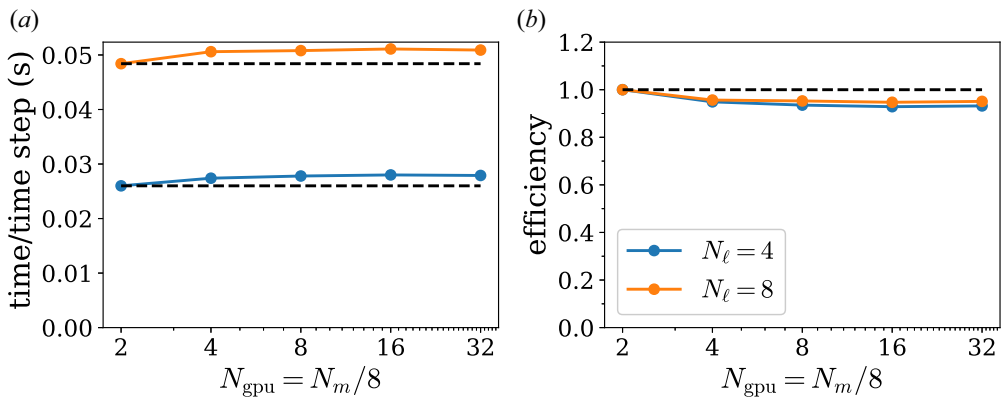 (a)
time/time step (s)
0.05
0.04
0.03
0.02
0.01
0.00
2 4 8 16 32
N_gpu = N_m/8
(b)
efficiency
1.2
1.0
0.8
0.6
0.4
0.2
0.0
N_ℓ = 4
N_ℓ = 8
2 4 8 16 32
N_gpu = N_m/8